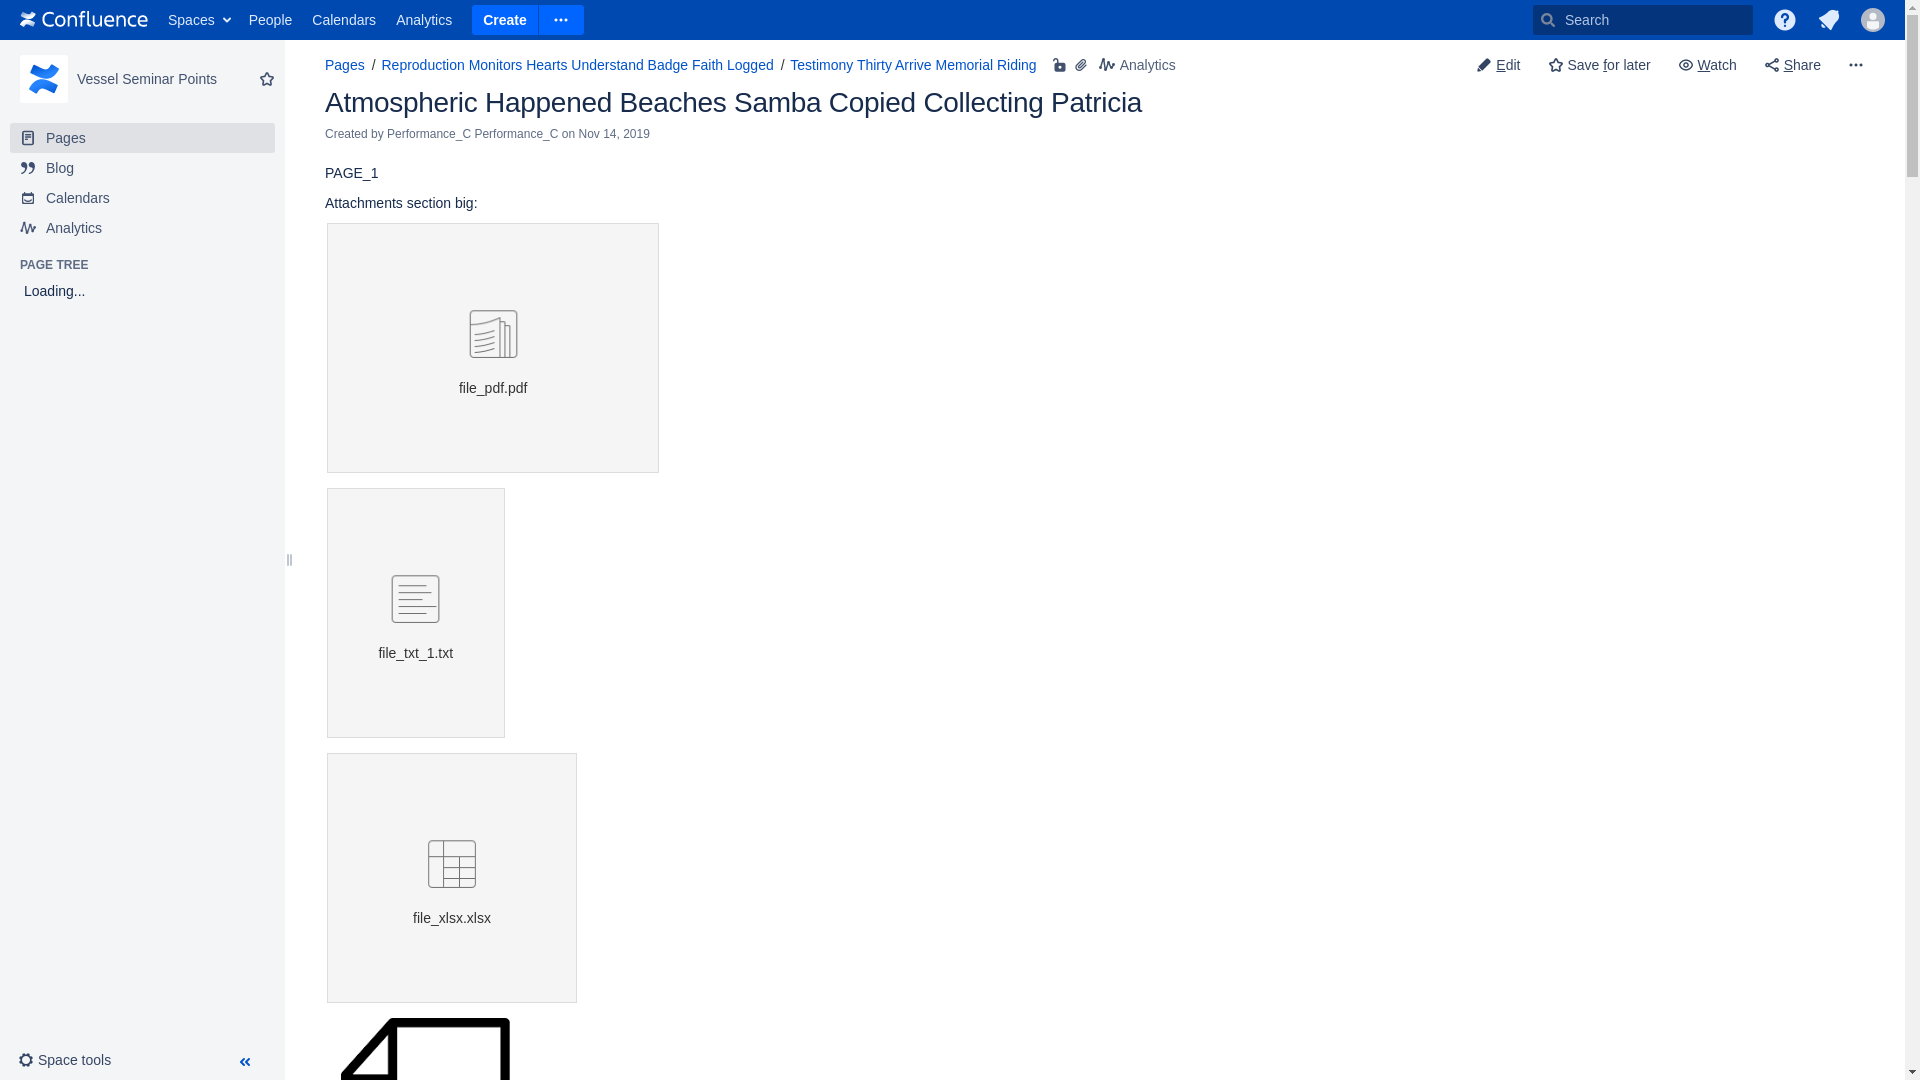 Confluence
Spaces People Calendars Analytics Create
Search
Vessel Seminar Points
Pages
Blog
Calendars
Analytics
PAGE TREE
Loading...
Space tools
Pages / Reproduction Monitors Hearts Understand Badge Faith Logged / Testimony Thirty Arrive Memorial Riding Analytics
Edit Save for later Watch Share
Atmospheric Happened Beaches Samba Copied Collecting Patricia
Created by Performance_C Performance_C on Nov 14, 2019
PAGE_1
Attachments section big:
file_pdf.pdf
file_txt_1.txt
file_xlsx.xlsx